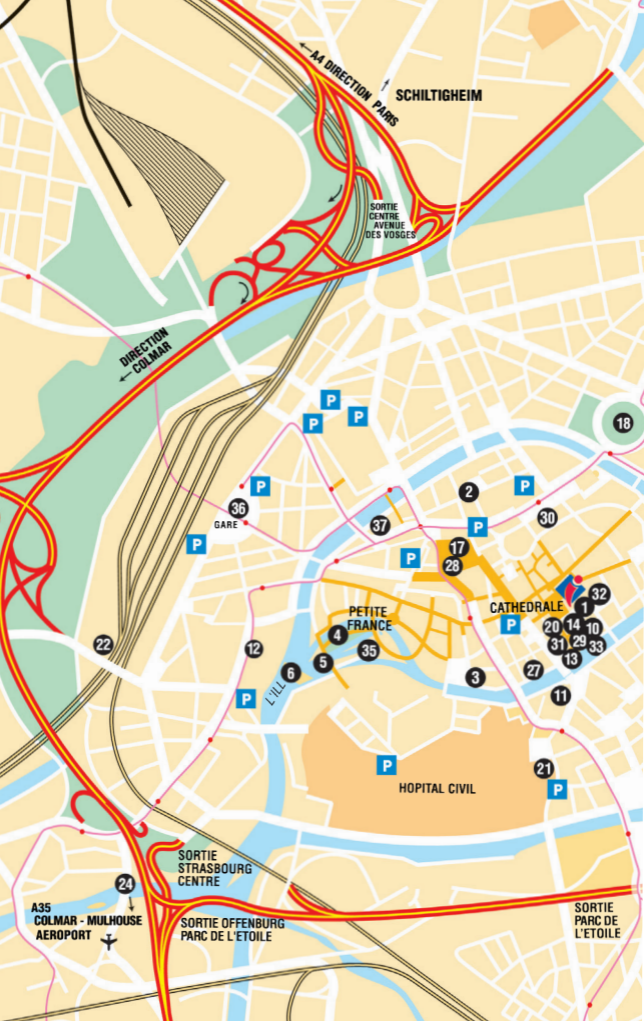 A4 DIRECTION PARIS
SCHILTIGHEIM
SORTIE
CENTRE
AVENUE
DES VOSGES
DIRECTION
COLMAR
P
P
P
18
P
2
P
36
GARE
37
30
P
P
17
P
28
CATHEDRALE
32
1
PETITE
FRANCE
P
20
14
10
4
22
12
35
31
29
33
5
13
6
3
27
L'ILL
P
11
P
HOPITAL CIVIL
21
P
SORTIE
STRASBOURG
CENTRE
24
A35
COLMAR - MULHOUSE
AEROPORT
SORTIE OFFENBURG
PARC DE L'ETOILE
SORTIE
PARC DE
L'ETOILE